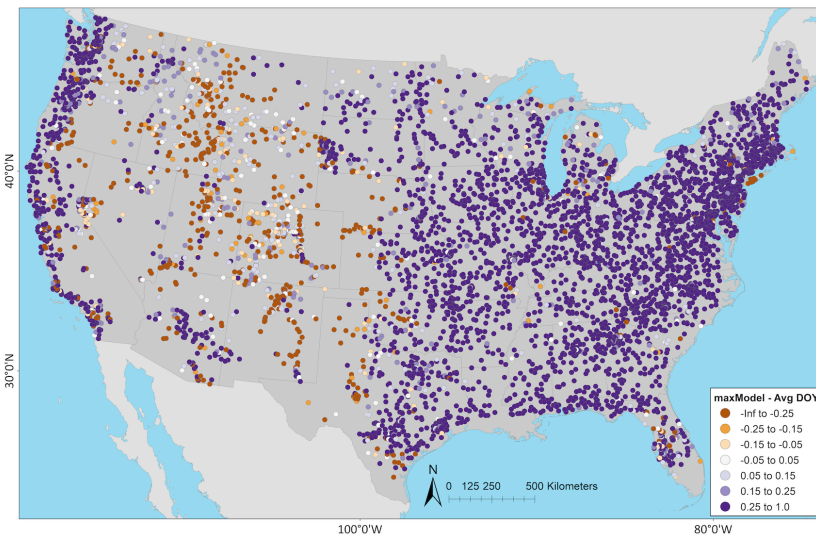 40°0'N
30°0'N
100°0'W
80°0'W
N
0 125 250 500 Kilometers
maxModel - Avg DOY
-Inf to -0.25
-0.25 to -0.15
-0.15 to -0.05
-0.05 to 0.05
0.05 to 0.15
0.15 to 0.25
0.25 to 1.0